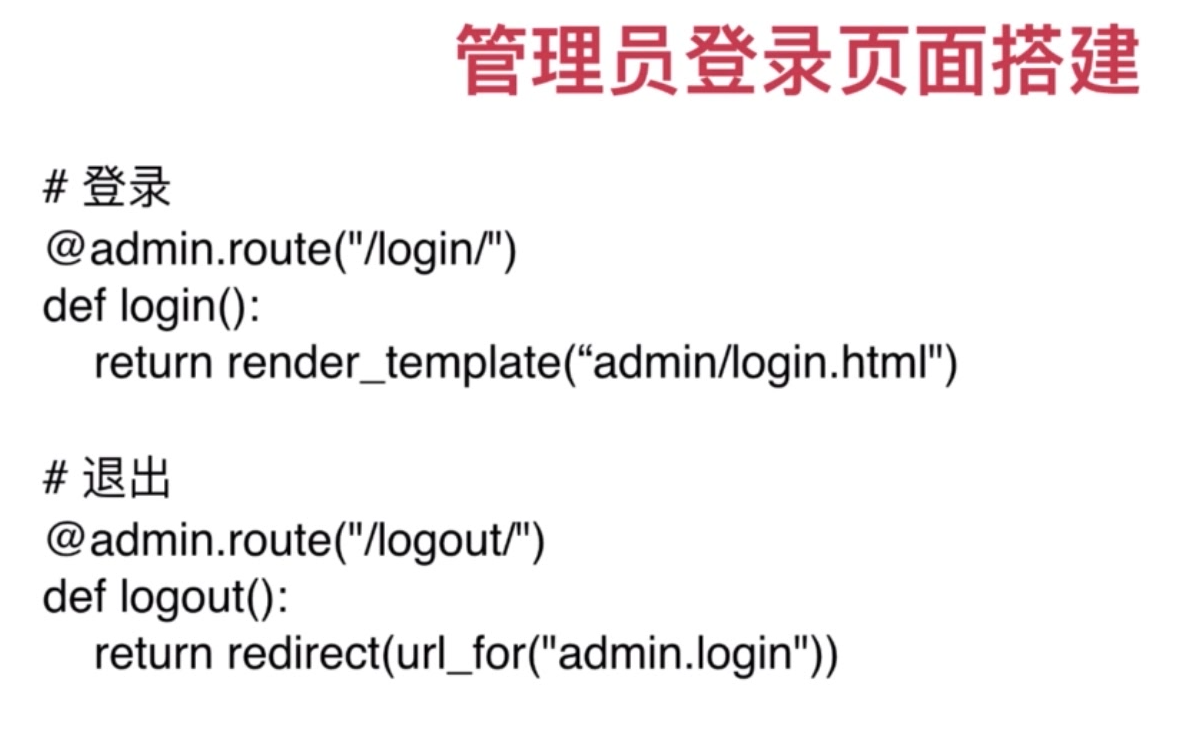 管理员登录页面搭建
# 登录
@admin.route("/login/")
def login():
    return render_template(“admin/login.html")
# 退出
@admin.route("/logout/")
def logout():
    return redirect(url_for("admin.login"))